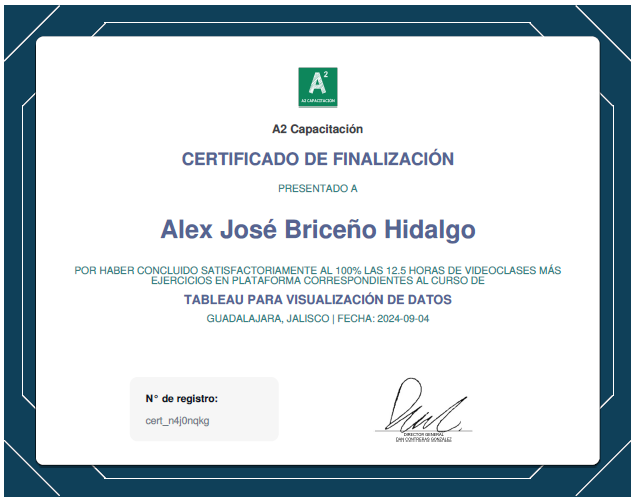 A2
A2 CAPACITACIÓN
A2 Capacitación
CERTIFICADO DE FINALIZACIÓN
PRESENTADO A
Alex José Briceño Hidalgo
POR HABER CONCLUIDO SATISFACTORIAMENTE AL 100% LAS 12.5 HORAS DE VIDEOCLASES MÁS
EJERCICIOS EN PLATAFORMA CORRESPONDIENTES AL CURSO DE
TABLEAU PARA VISUALIZACIÓN DE DATOS
GUADALAJARA, JALISCO | FECHA: 2024-09-04
N° de registro:
cert_n4j0nqkg
DIRECTOR GENERAL
DAN CONTRERAS GONZÁLEZ